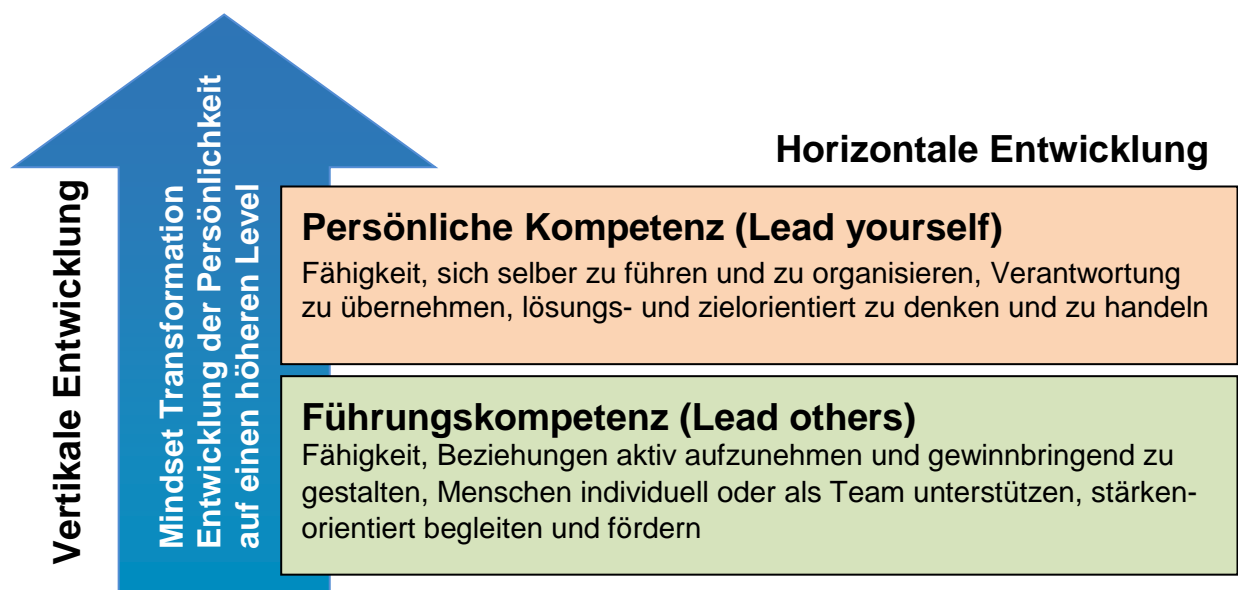 Vertikale Entwicklung
Mindset Transformation
Entwicklung der Persönlichkeit
auf einen höheren Level
Horizontale Entwicklung
Persönliche Kompetenz (Lead yourself)
Fähigkeit, sich selber zu führen und zu organisieren, Verantwortung
zu übernehmen, lösungs- und zielorientiert zu denken und zu handeln
Führungskompetenz (Lead others)
Fähigkeit, Beziehungen aktiv aufzunehmen und gewinnbringend zu
gestalten, Menschen individuell oder als Team unterstützen, stärken-
orientiert begleiten und fördern